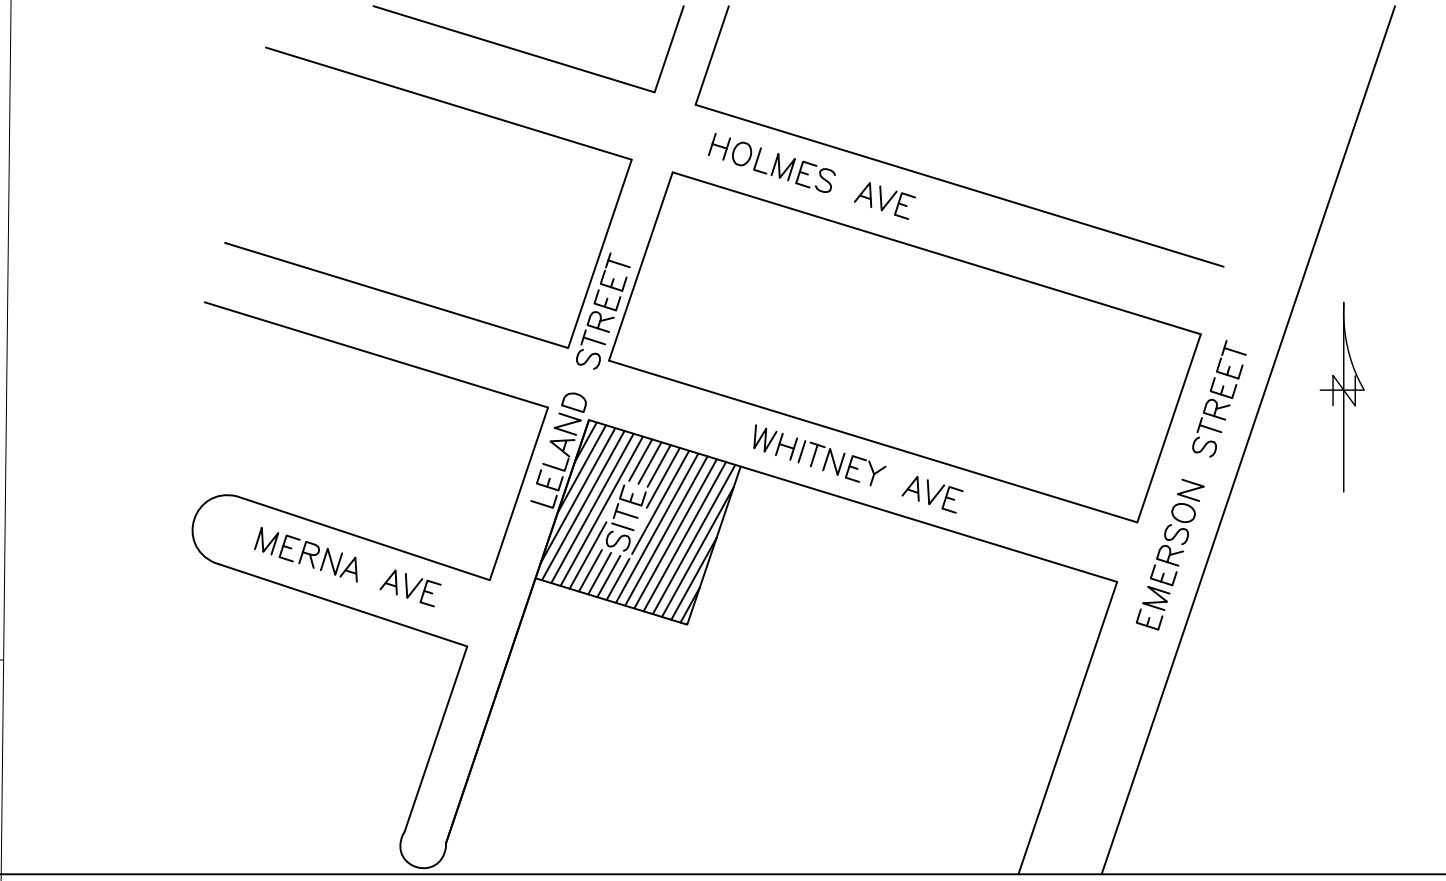 HOLMES AVE
LELAND STREET
WHITNEY AVE
EMERSON STREET
SITE
MERNA AVE
N